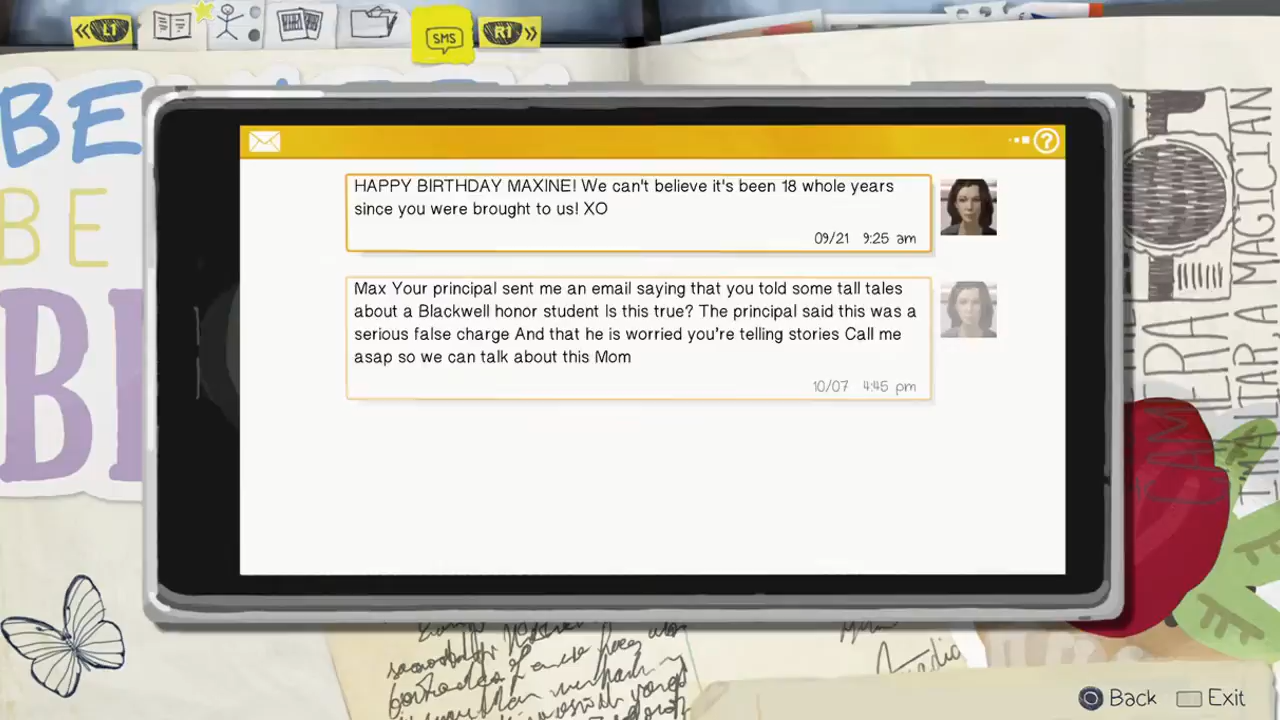 L1
SMS
R1
BE
BE
HAPPY BIRTHDAY MAXINE! We can't believe it's been 18 whole years
since you were brought to us! XO
09/21 9:25 am
Max Your principal sent me an email saying that you told some tall tales
about a Blackwell honor student Is this true? The principal said this was a
serious false charge And that he is worried you're telling stories Call me
asap so we can talk about this Mom
10/07 4:45 pm
?
MAGICIAN
Back
Exit